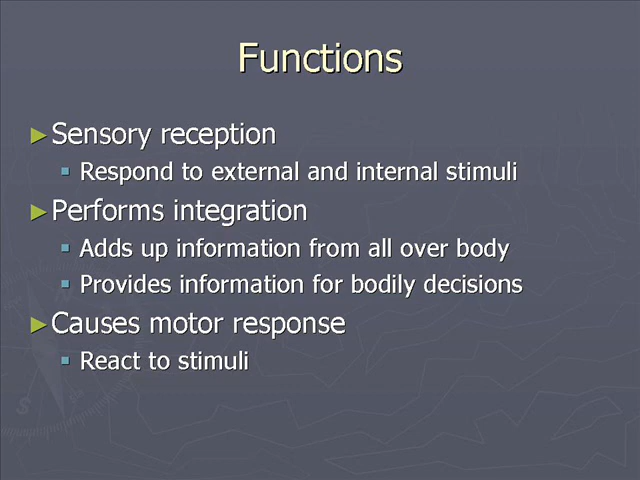 Functions
►Sensory reception
▪ Respond to external and internal stimuli
►Performs integration
▪ Adds up information from all over body
▪ Provides information for bodily decisions
►Causes motor response
▪ React to stimuli
S